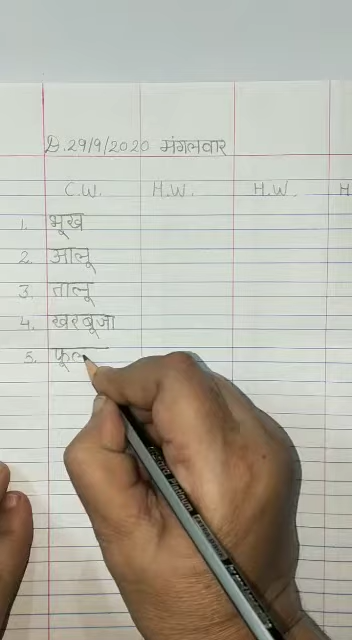 D.29/9/2020 मंगलवार
C.W. H.W. H.W. H
1. भूख
2. आलू
3. तालू
4. खरबूजा
5. फूल